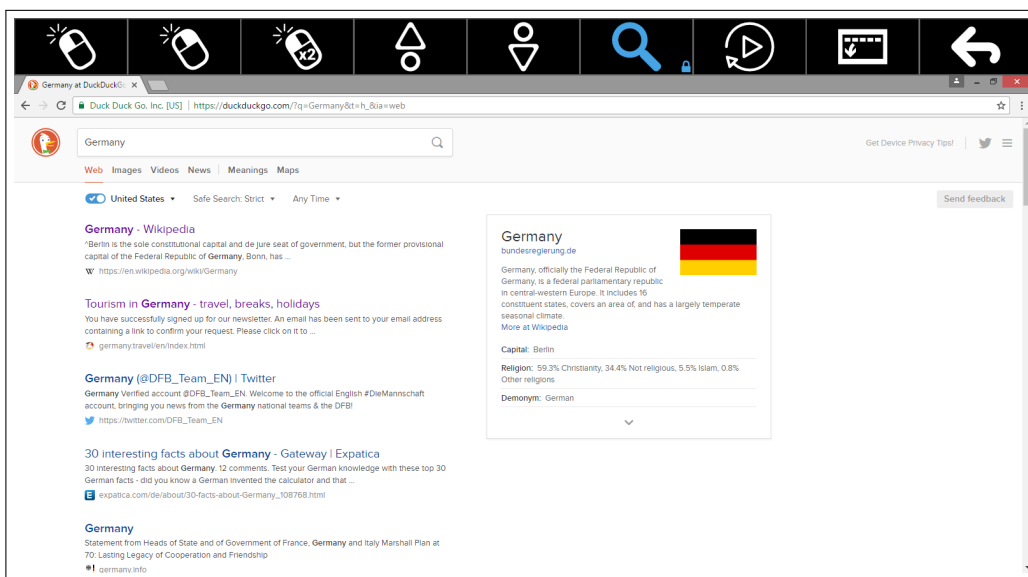 x2
Germany at DuckDuckGo
Duck Duck Go, Inc. [US] | https://duckduckgo.com/?q=Germany&t=h_&ia=web
Germany
Get Device Privacy Tips!
Web Images Videos News Meanings Maps
United States Safe Search: Strict Any Time
Send feedback
Germany - Wikipedia
^Berlin is the sole constitutional capital and de jure seat of government, but the former provisional
capital of the Federal Republic of Germany, Bonn, has ...
W https://en.wikipedia.org/wiki/Germany
Tourism in Germany - travel, breaks, holidays
You have successfully signed up for our newsletter. An email has been sent to your email address
containing a link to confirm your request. Please click on it to ...
germany.travel/en/index.html
Germany (@DFB_Team_EN) | Twitter
Germany Verified account @DFB_Team_EN. Welcome to the official English #DieMannschaft
account, bringing you news from the Germany national teams & the DFB!
https://twitter.com/DFB_Team_EN
30 interesting facts about Germany - Gateway | Expatica
30 interesting facts about Germany. 12 comments. Test your German knowledge with these top 30
German facts - did you know a German invented the calculator and that ...
E expatica.com/de/about/30-facts-about-Germany_108768.html
Germany
Statement from Heads of State and of Government of France, Germany and Italy Marshall Plan at
70: Lasting Legacy of Cooperation and Friendship
germany.info
Germany
bundesregierung.de
Germany, officially the Federal Republic of
Germany, is a federal parliamentary republic
in central-western Europe. It includes 16
constituent states, covers an area of, and has a largely temperate
seasonal climate.
More at Wikipedia
Capital: Berlin
Religion: 59.3% Christianity, 34.4% Not religious, 5.5% Islam, 0.8%
Other religions
Demonym: German